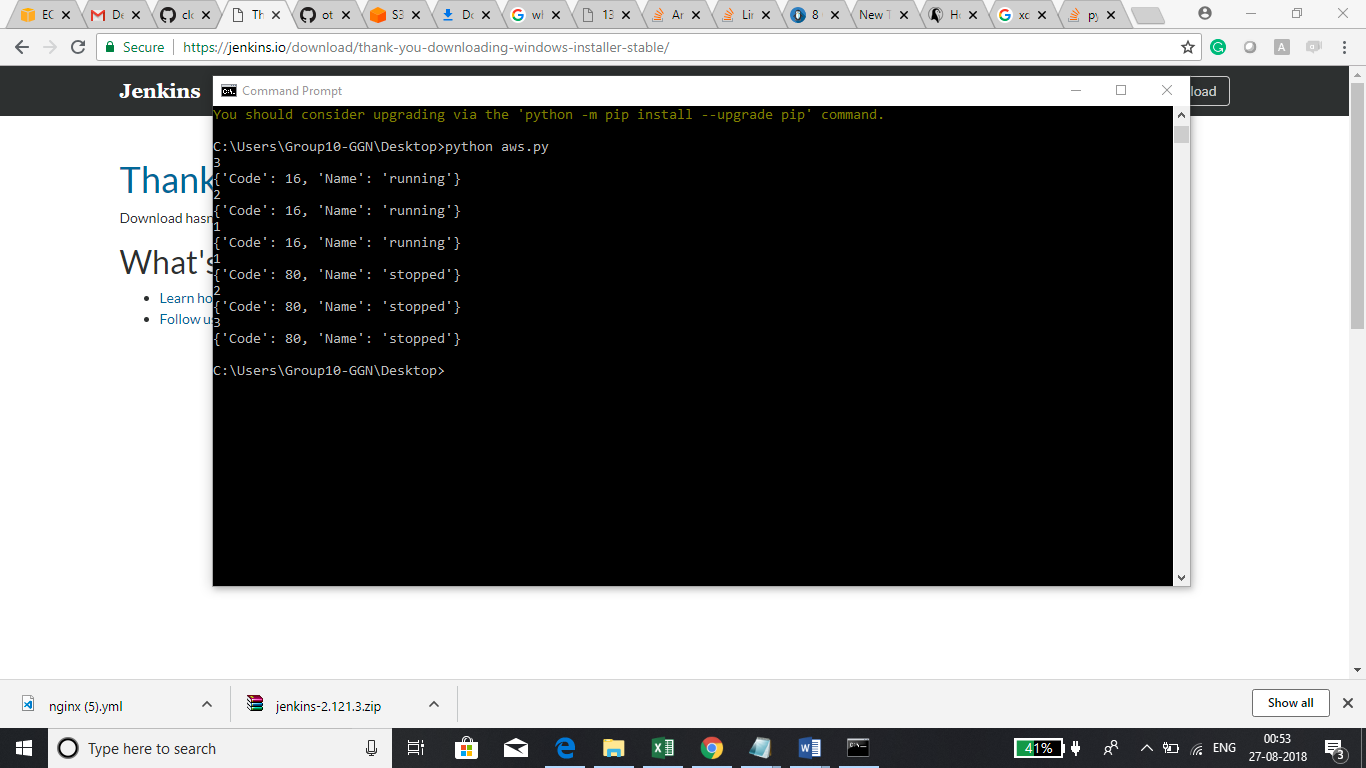 EC
De
clo
Th
ot
S3
Do
wl
13
Ar
Lir
8
New T
Ho
xc
py
Secure
https://jenkins.io/download/thank-you-downloading-windows-installer-stable/
Jenkins
load
Command Prompt
You should consider upgrading via the 'python -m pip install --upgrade pip' command.
C:\Users\Group10-GGN\Desktop>python aws.py
3
{'Code': 16, 'Name': 'running'}
2
{'Code': 16, 'Name': 'running'}
1
{'Code': 16, 'Name': 'running'}
1
{'Code': 80, 'Name': 'stopped'}
2
{'Code': 80, 'Name': 'stopped'}
3
{'Code': 80, 'Name': 'stopped'}
C:\Users\Group10-GGN\Desktop>
Thank
Download hasn
What's
Learn ho
Follow u
nginx (5).yml
jenkins-2.121.3.zip
Show all
Type here to search
41%
ENG
00:53
27-08-2018
3